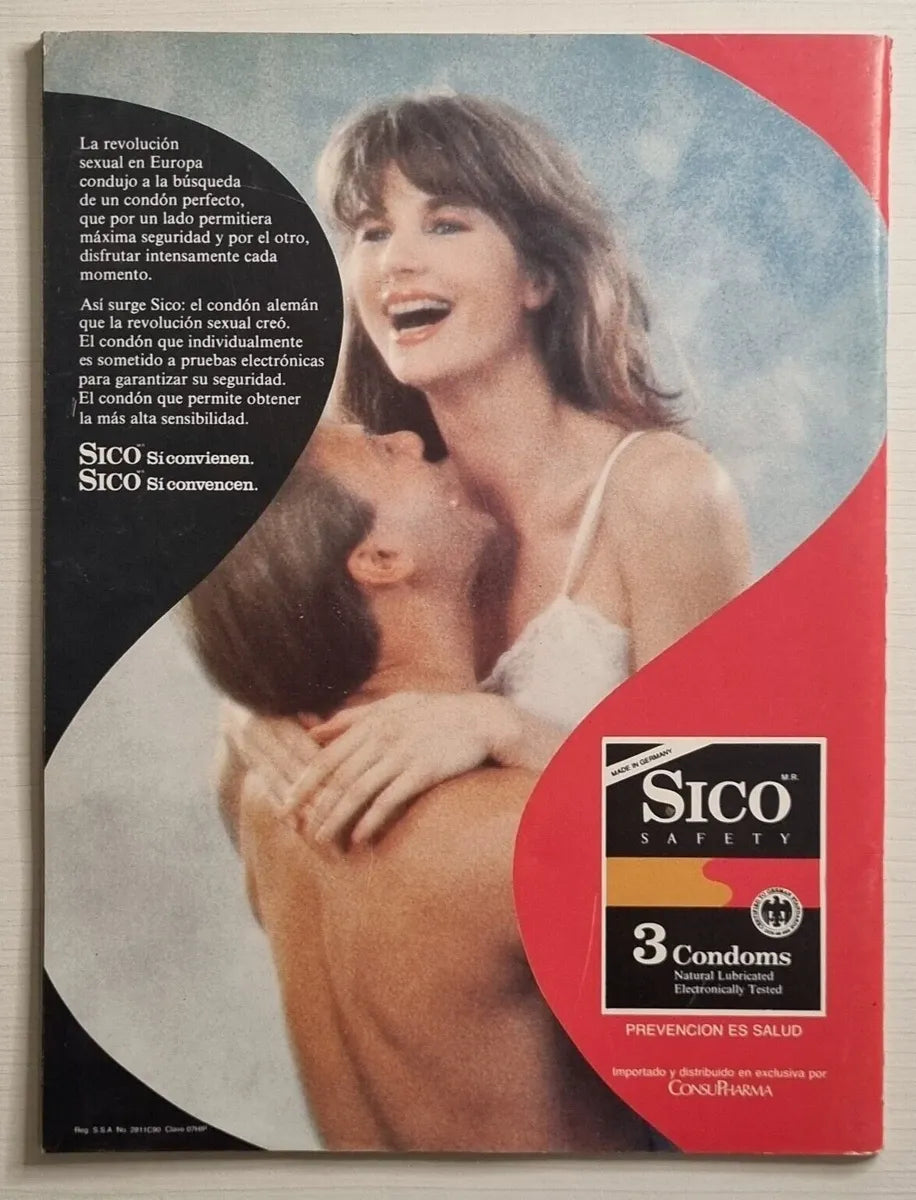 La revolución
sexual en Europa
condujo a la búsqueda
de un condón perfecto,
que por un lado permitiera
máxima seguridad y por el otro,
disfrutar intensamente cada
momento.
Así surge Sico: el condón alemán
que la revolución sexual creó.
El condón que individualmente
es sometido a pruebas electrónicas
para garantizar su seguridad.
El condón que permite obtener
la más alta sensibilidad.
SICO Sí convienen.
SICO Sí convencen.
MADE IN GERMANY
SICO M.R.
SAFETY
3 Condoms
Natural Lubricated
Electronically Tested
PREVENCION ES SALUD
Importado y distribuido en exclusiva por
CONSUPHARMA
Reg. S.S.A. No. 2811C90 Clave 07HIP